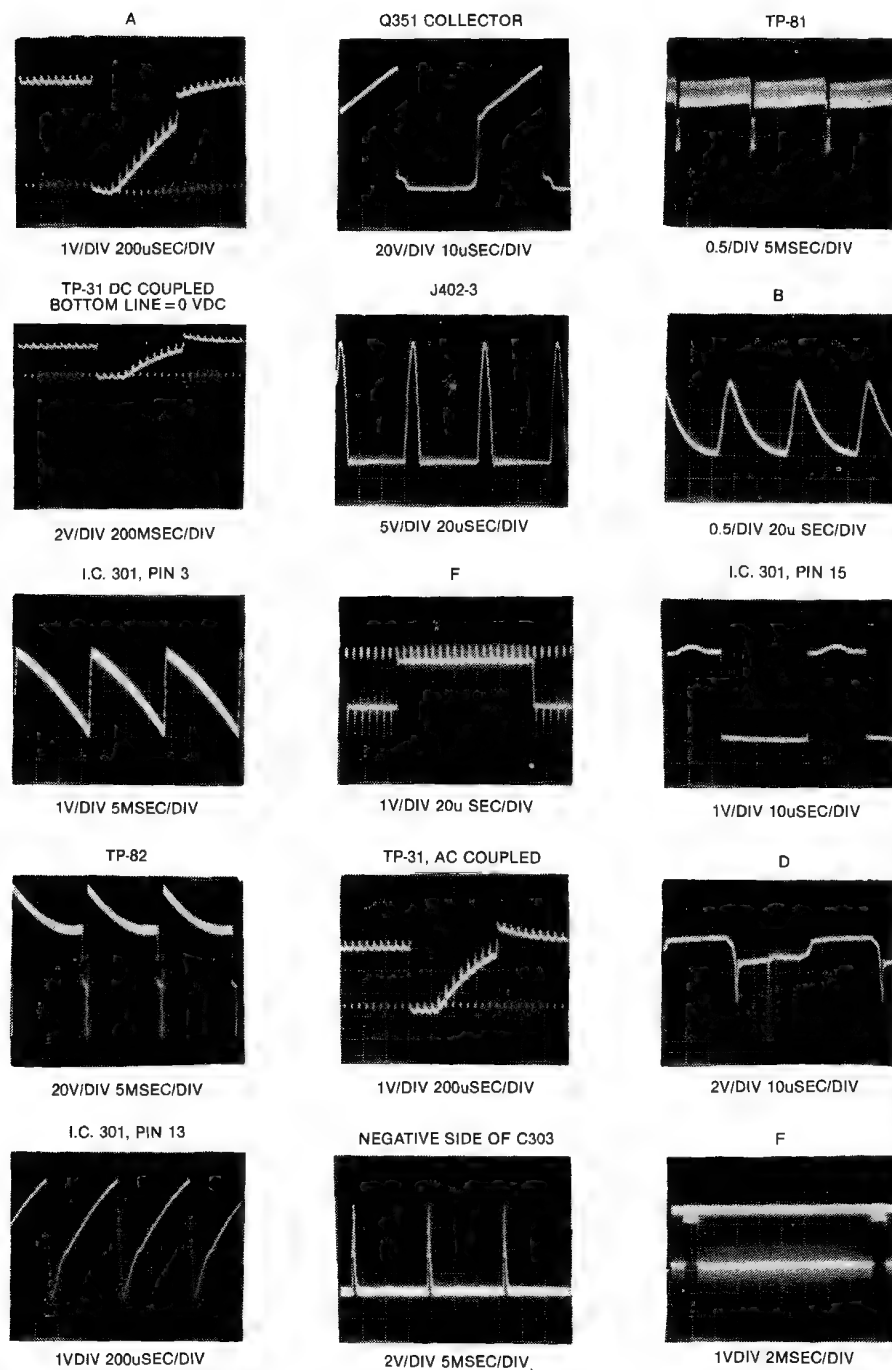 A
Q351 COLLECTOR
TP-81
1V/DIV 200uSEC/DIV
20V/DIV 10uSEC/DIV
0.5/DIV 5MSEC/DIV
TP-31 DC COUPLED
BOTTOM LINE = 0 VDC
J402-3
B
2V/DIV 200MSEC/DIV
5V/DIV 20uSEC/DIV
0.5/DIV 20u SEC/DIV
I.C. 301, PIN 3
F
I.C. 301, PIN 15
1V/DIV 5MSEC/DIV
1V/DIV 20u SEC/DIV
1V/DIV 10uSEC/DIV
TP-82
TP-31, AC COUPLED
D
20V/DIV 5MSEC/DIV
1V/DIV 200uSEC/DIV
2V/DIV 10uSEC/DIV
I.C. 301, PIN 13
NEGATIVE SIDE OF C303
F
1VDIV 200uSEC/DIV
2V/DIV 5MSEC/DIV
1VDIV 2MSEC/DIV